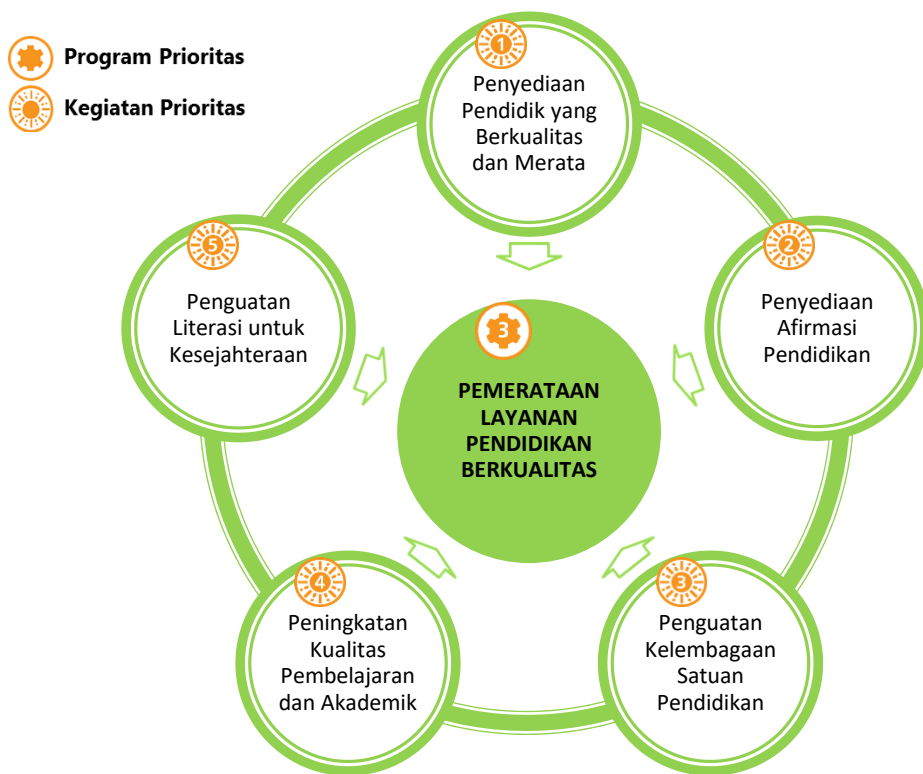 Program Prioritas
Kegiatan Prioritas
1
Penyediaan
Pendidik yang
Berkualitas
dan Merata
2
Penyediaan
Afirmasi
Pendidikan
3
Penguatan
Kelembagaan
Satuan
Pendidikan
4
Peningkatan
Kualitas
Pembelajaran
dan Akademik
5
Penguatan
Literasi untuk
Kesejahteraan
3
PEMERATAAN
LAYANAN
PENDIDIKAN
BERKUALITAS